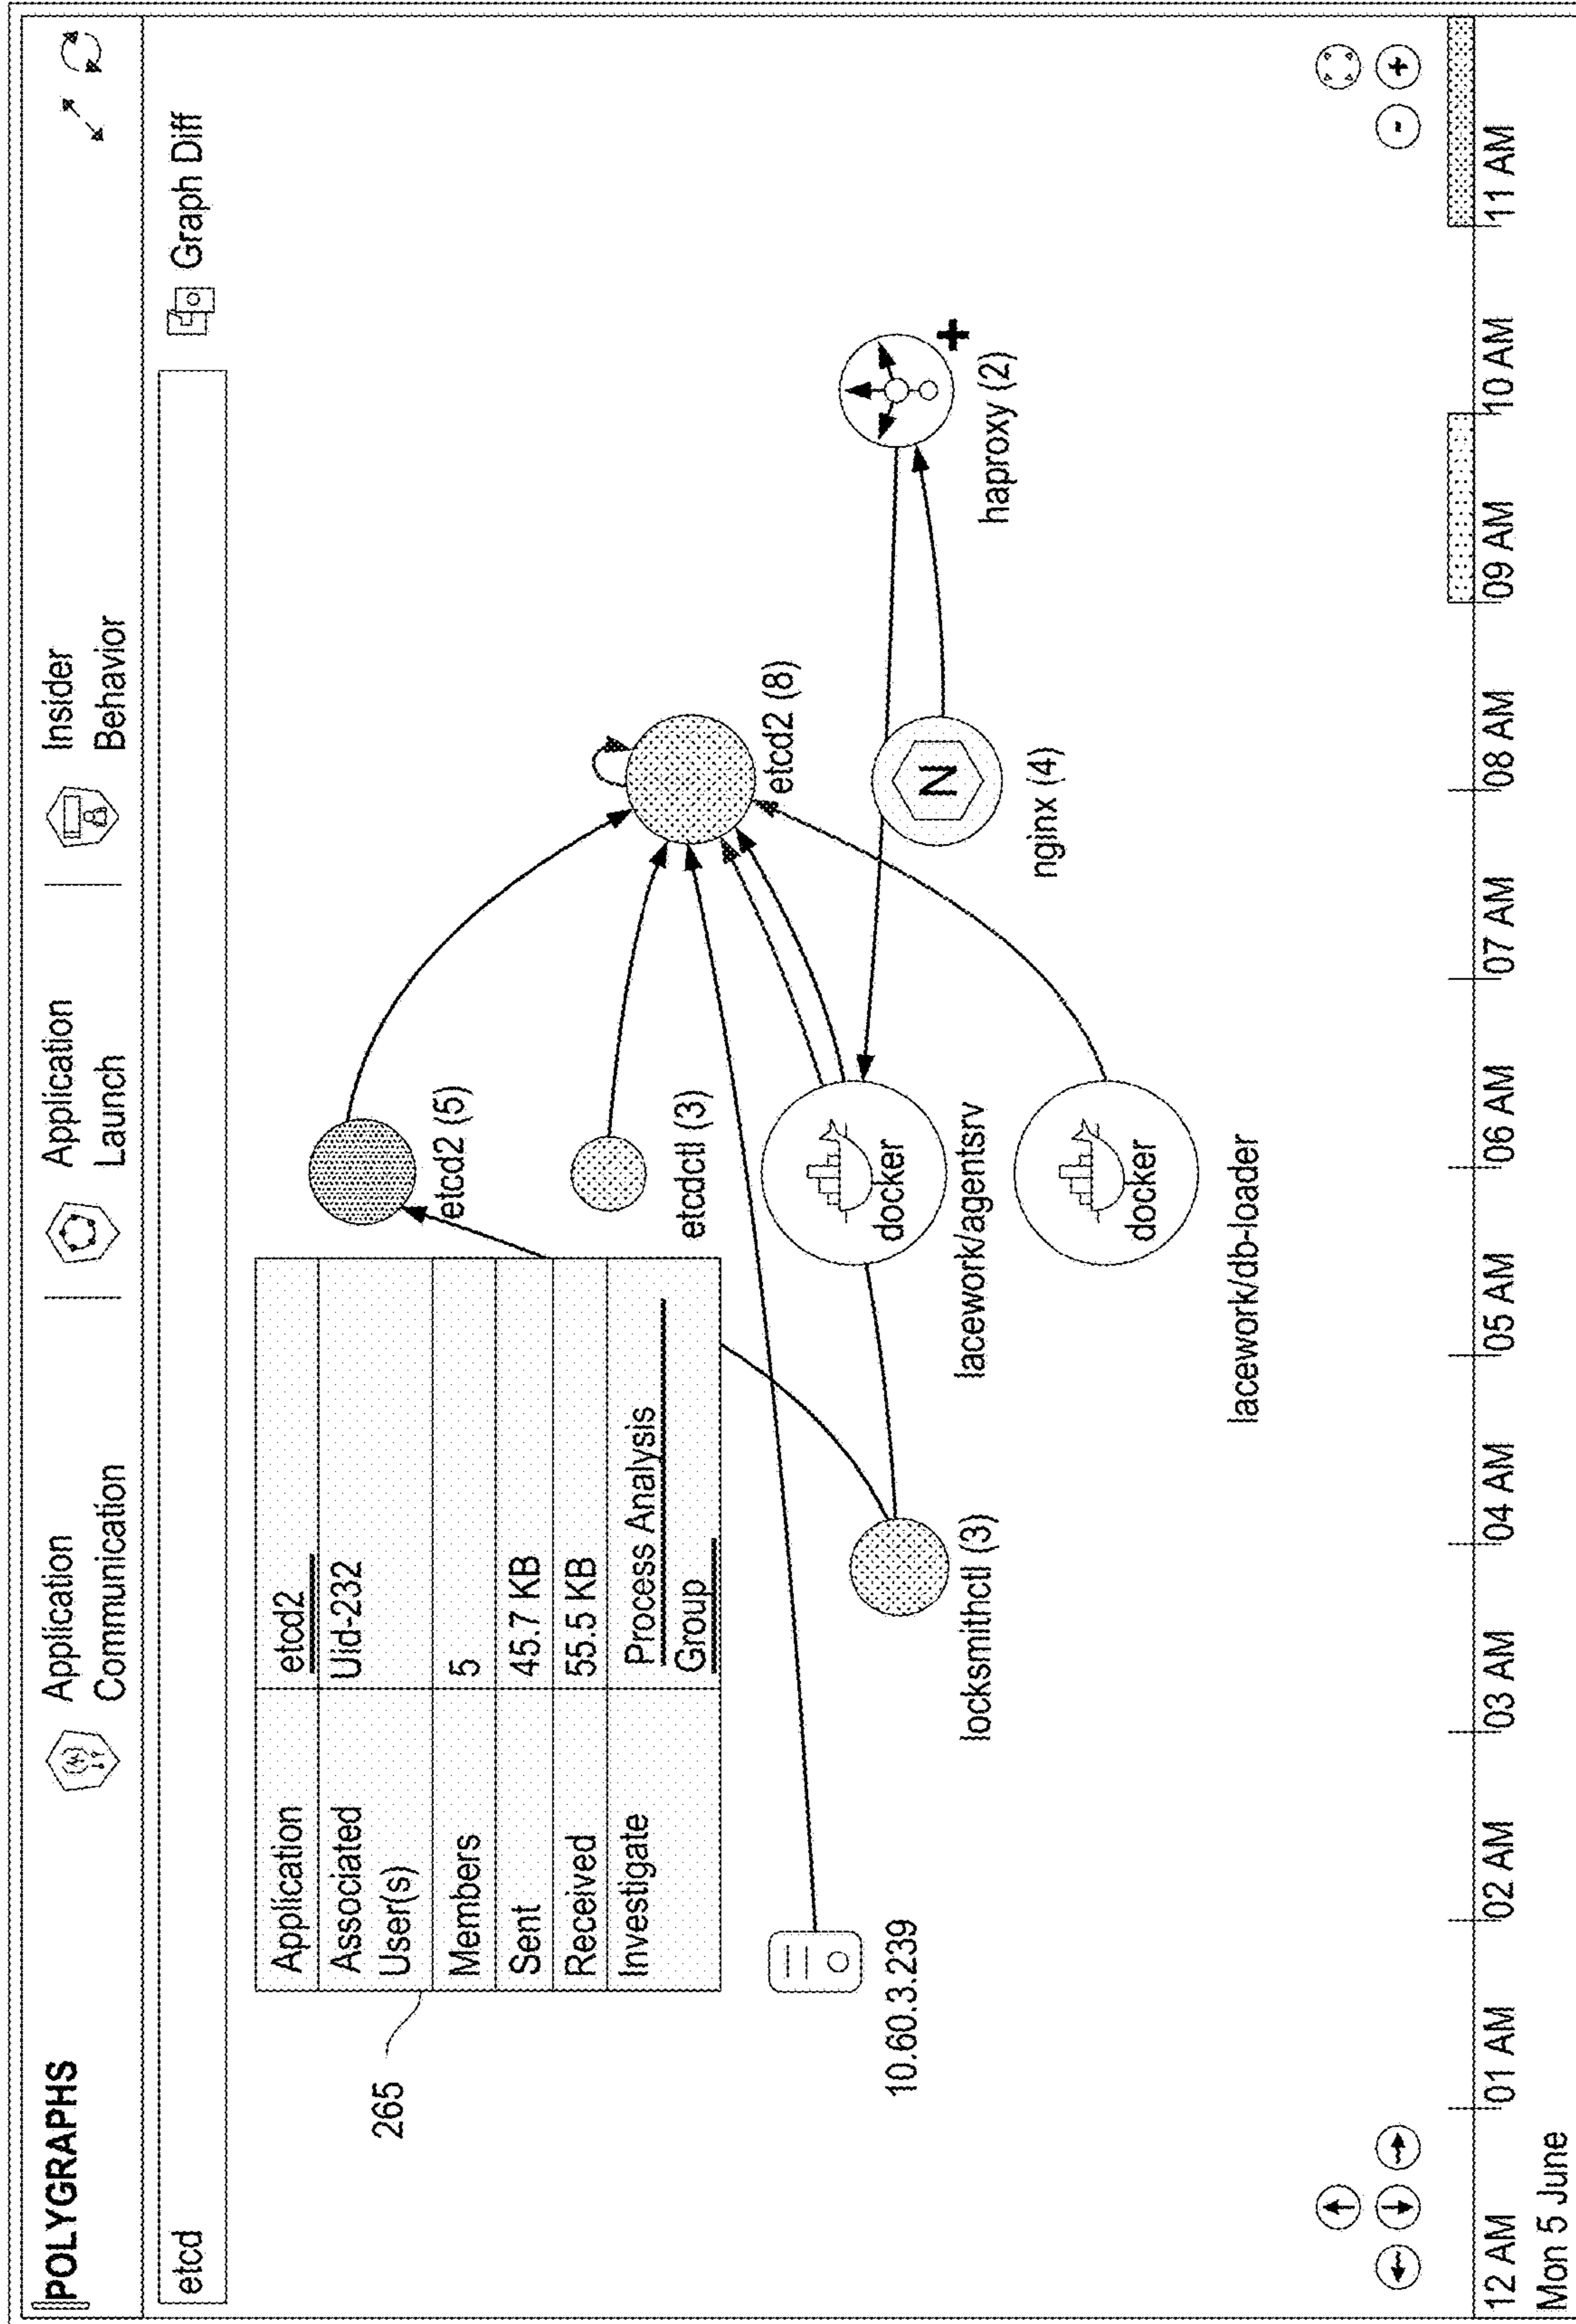 POLYGRAPHS
Application
Communication
Application
Launch
Insider
Behavior
etcd
Graph Diff
265
Application etcd2
Associated Uid-232
User(s)
Members 5
Sent 45.7 KB
Received 55.5 KB
Investigate Process Analysis
Group
etcd2 (5)
etcd2 (8)
etcdctl (3)
10.60.3.239
docker
lacework/agentsrv
locksmithctl (3)
N
nginx (4)
haproxy (2)
docker
lacework/db-loader
12 AM 01 AM 02 AM 03 AM 04 AM 05 AM 06 AM 07 AM 08 AM 09 AM 10 AM 11 AM
Mon 5 June